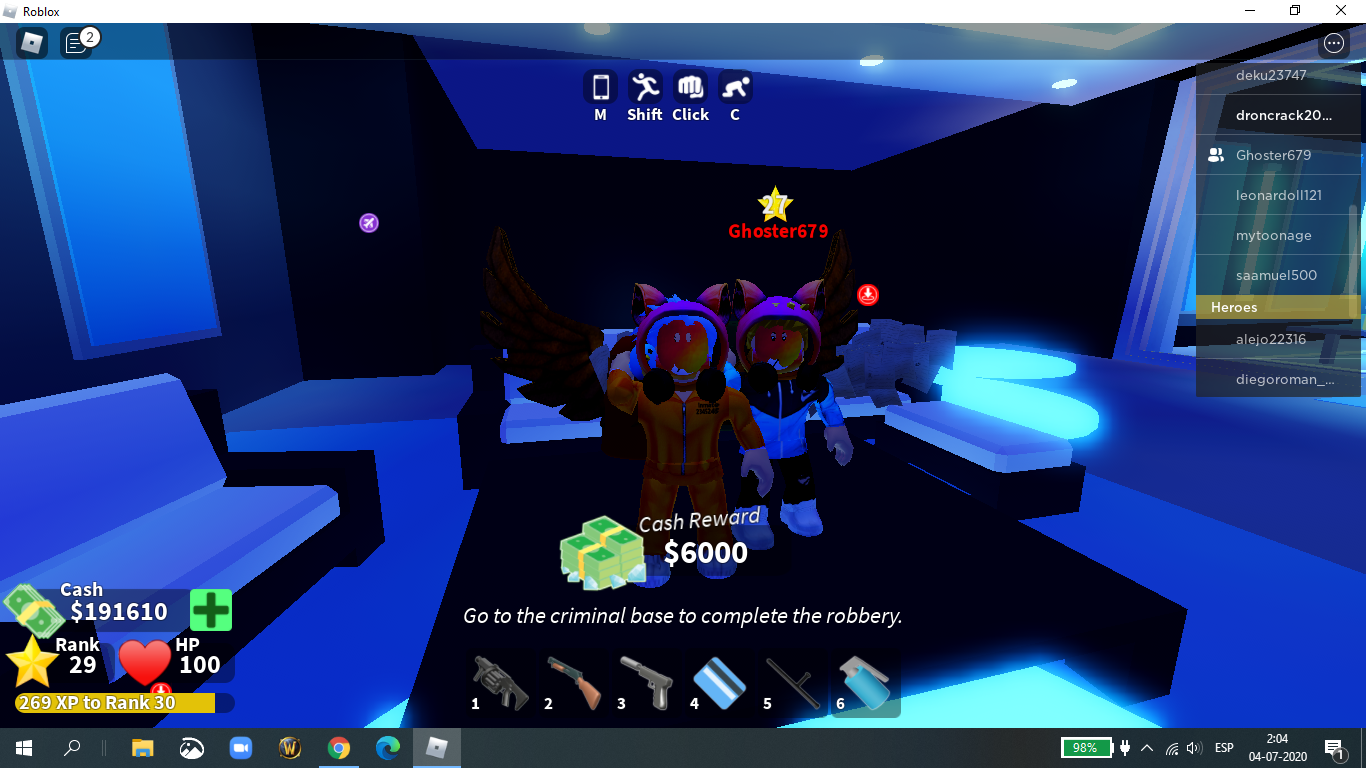 Roblox
2
M
Shift
Click
C
deku23747
droncrack20...
Ghoster679
leonardoll121
mytoonage
saamuel500
Heroes
alejo22316
diegoroman_...
27
Ghoster679
Cash Reward
$6000
Go to the criminal base to complete the robbery.
Cash
$191610
Rank
29
HP
100
269 XP to Rank 30
1
2
3
4
5
6
98%
ESP
2:04
04-07-2020
1